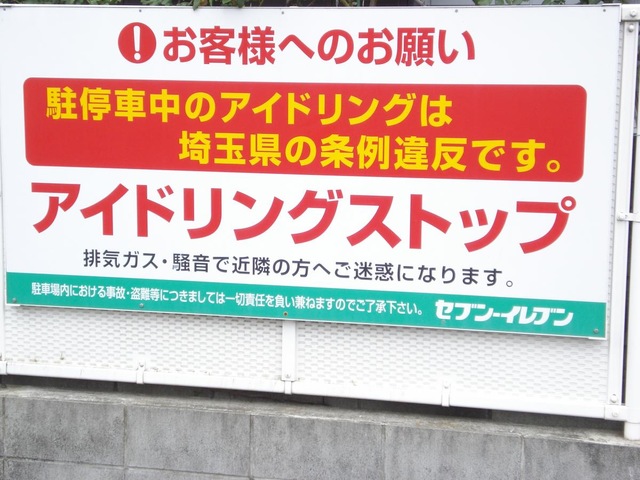 !お客様へのお願い
駐停車中のアイドリングは
埼玉県の条例違反です。
アイドリングストップ
排気ガス・騒音で近隣の方へご迷惑になります。
駐車場内における事故・盗難等につきましては一切責任を負い兼ねますのでご了承下さい。 セブン-イレブン